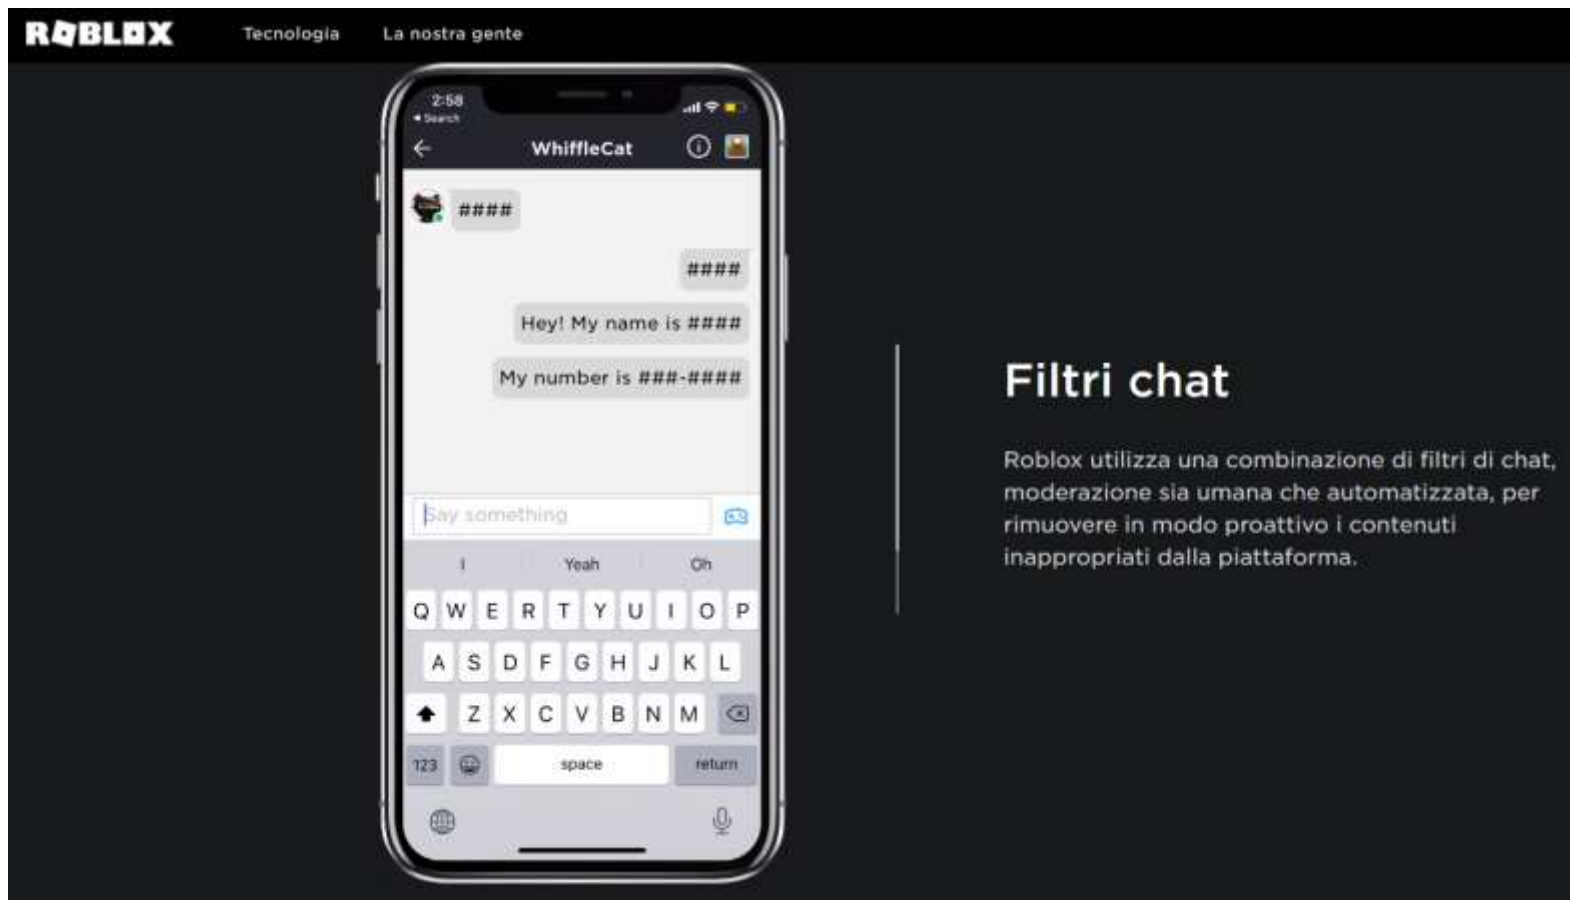 ROBLOX Tecnologia La nostra gente
2:58
Search
WhiffleCat
####
####
Hey! My name is ####
My number is ###-####
Say something
I Yeah Oh
Q W E R T Y U I O P
A S D F G H J K L
Z X C V B N M
123 space return
Filtri chat
Roblox utilizza una combinazione di filtri di chat,
moderazione sia umana che automatizzata, per
rimuovere in modo proattivo i contenuti
inappropriati dalla piattaforma.